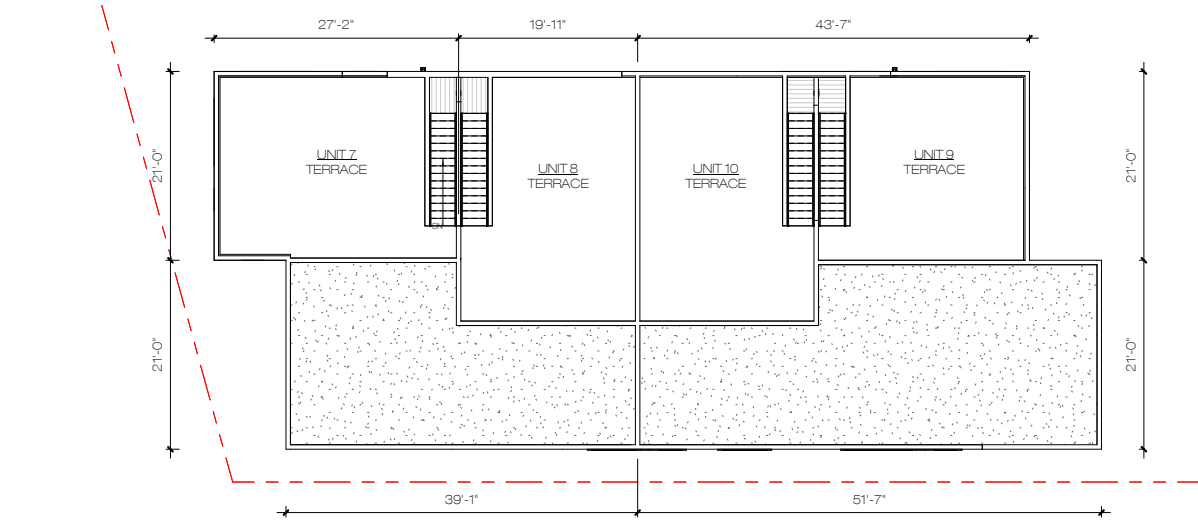 27'-2"
19'-11"
43'-7"
UNIT 7
TERRACE
UNIT 8
TERRACE
UNIT 10
TERRACE
UNIT 9
TERRACE
21'-0"
21'-0"
DN
21'-0"
21'-0"
39'-1"
51'-7"